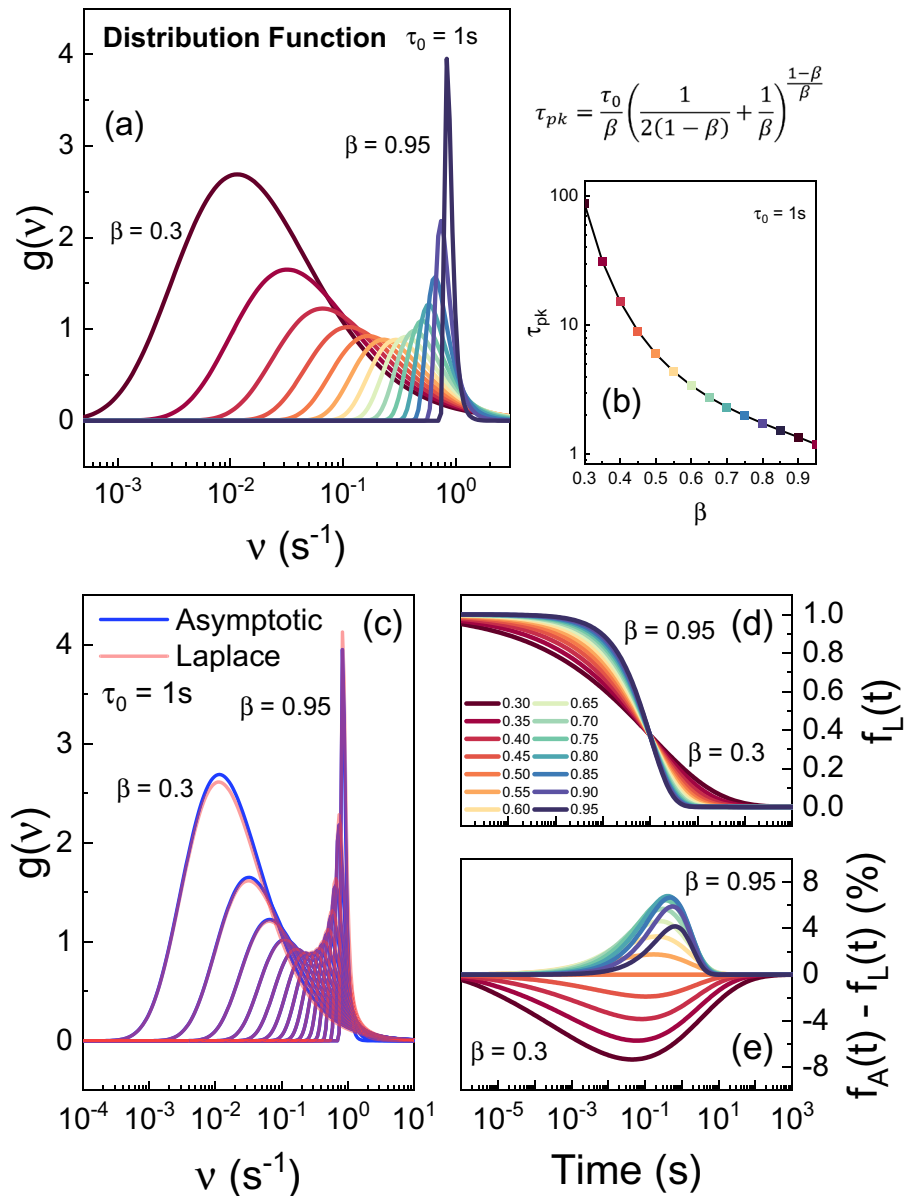 Distribution Function τ0 = 1s
(a)
β = 0.95
β = 0.3
g(ν)
4
3
2
1
0
10^-3 10^-2 10^-1 10^0
ν (s^-1)
τpk = τ0/β (1/2(1 − β) + 1/β)^(1−β)/β
τ0 = 1s
(b)
τpk
100
10
1
0.3 0.4 0.5 0.6 0.7 0.8 0.9
β
Asymptotic (c)
Laplace
τ0 = 1s
β = 0.95
β = 0.3
g(ν)
4
3
2
1
0
10^-4 10^-3 10^-2 10^-1 10^0 10^1
ν (s^-1)
β = 0.95 (d)
β = 0.3
0.30 0.65
0.35 0.70
0.40 0.75
0.45 0.80
0.50 0.85
0.55 0.90
0.60 0.95
1.0
0.8
0.6
0.4
0.2
0.0
fL(t)
β = 0.95
β = 0.3
(e)
8
4
0
-4
-8
fA(t) - fL(t) (%)
10^-5 10^-3 10^-1 10^1 10^3
Time (s)